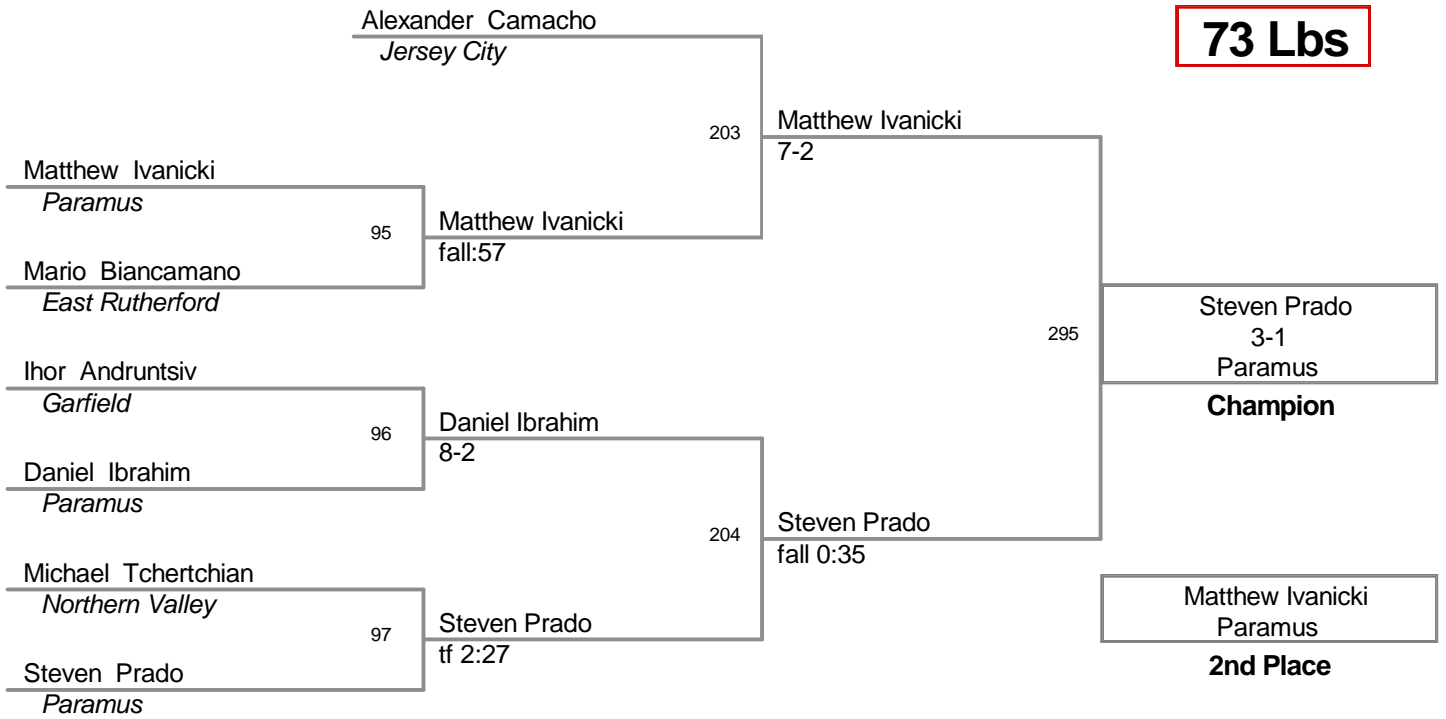 Alexander Camacho
Jersey City
73 Lbs
203
Matthew Ivanicki
7-2
Matthew Ivanicki
Paramus
95
Matthew Ivanicki
fall:57
Mario Biancamano
East Rutherford
295
Steven Prado
3-1
Paramus
Champion
Ihor Andruntsiv
Garfield
96
Daniel Ibrahim
8-2
Daniel Ibrahim
Paramus
204
Steven Prado
fall 0:35
Michael Tchertchian
Northern Valley
97
Steven Prado
tf 2:27
Steven Prado
Paramus
Matthew Ivanicki
Paramus
2nd Place